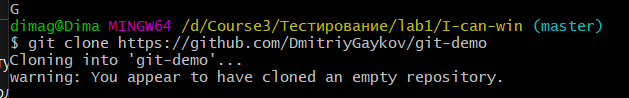 G
dimag@Dima MINGW64 /d/Course3/Тестирование/lab1/I-can-win (master)
$ git clone https://github.com/DmitriyGaykov/git-demo
Cloning into 'git-demo'...
warning: You appear to have cloned an empty repository.